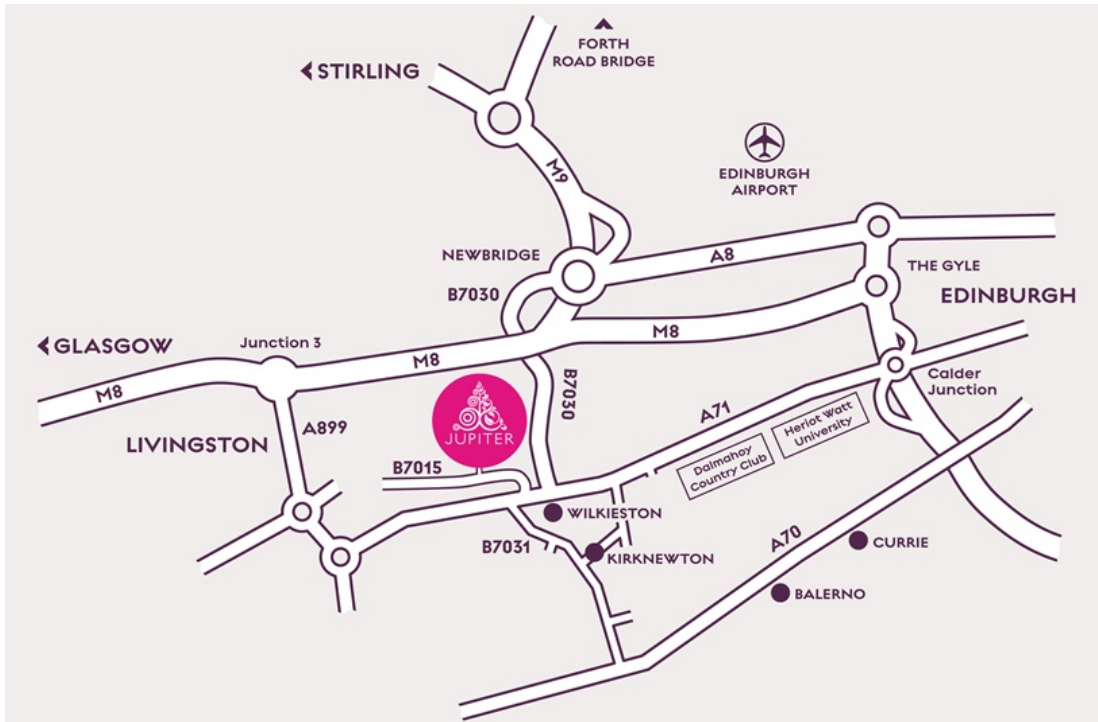 FORTH
ROAD BRIDGE
STIRLING
M9
EDINBURGH
AIRPORT
NEWBRIDGE
A8
THE GYLE
B7030
EDINBURGH
M8
GLASGOW
Junction 3
M8
M8
B7030
Calder
Junction
A71
Heriot Watt
University
Dalmahoy
Country Club
JUPITER
LIVINGSTON
A899
B7015
WILKIESTON
B7031
KIRKNEWTON
A70
CURRIE
BALERNO